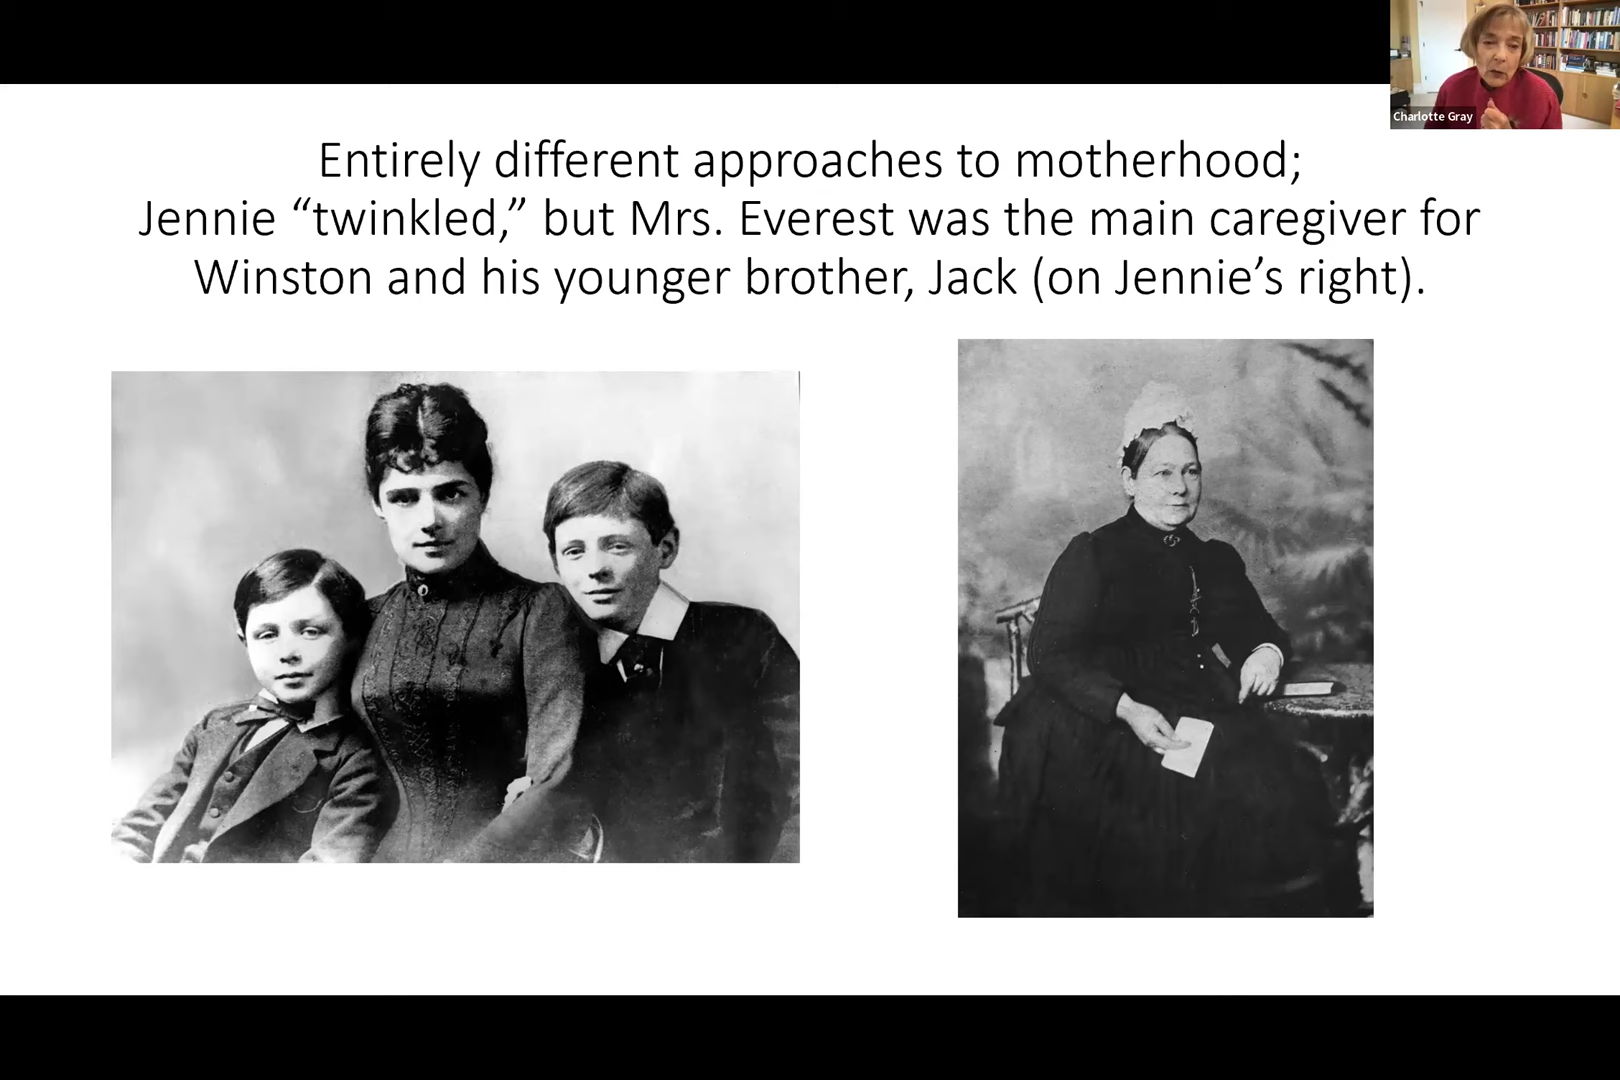 Charlotte Gray
Entirely different approaches to motherhood;
Jennie “twinkled,” but Mrs. Everest was the main caregiver for
Winston and his younger brother, Jack (on Jennie’s right).